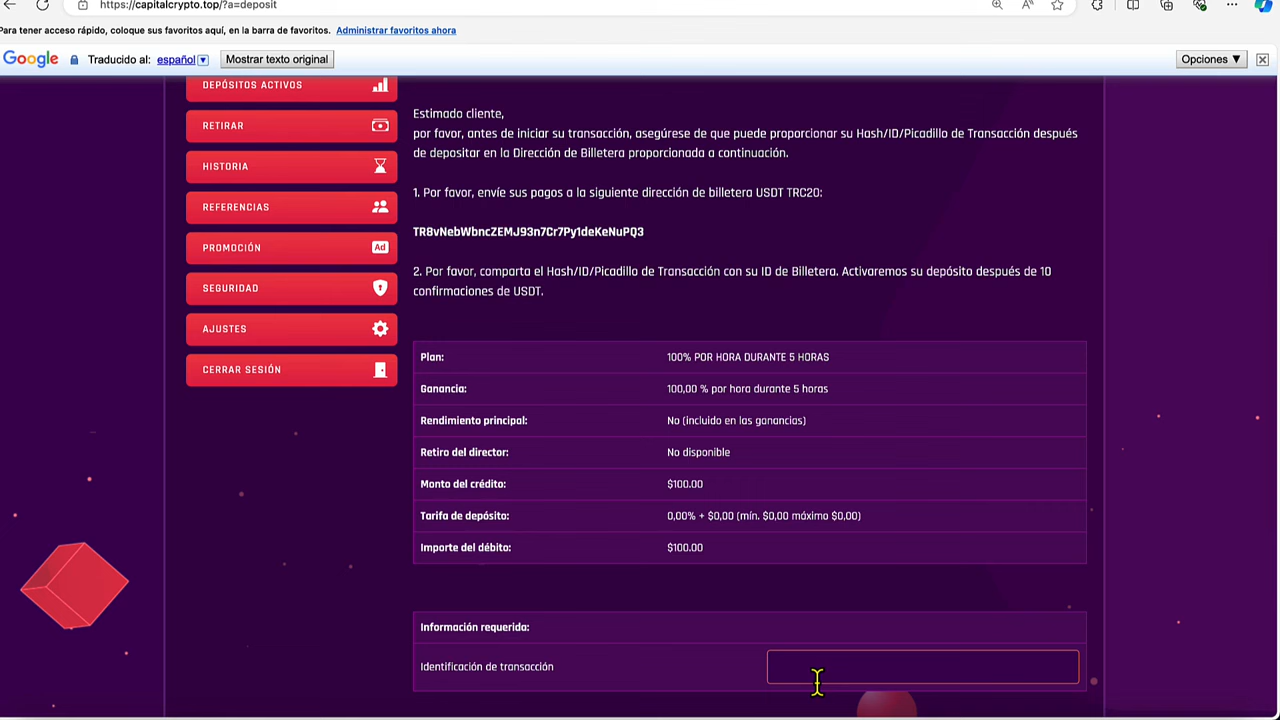 https://capitalcrypto.top/?a=deposit
Para tener acceso rápido, coloque sus favoritos aquí, en la barra de favoritos. Administrar favoritos ahora
Google Traducido al: español Mostrar texto original Opciones ▼
DEPÓSITOS ACTIVOS
RETIRAR
HISTORIA
REFERENCIAS
PROMOCIÓN Ad
SEGURIDAD
AJUSTES
CERRAR SESIÓN
Estimado cliente,
por favor, antes de iniciar su transacción, asegúrese de que puede proporcionar su Hash/ID/Picadillo de Transacción después
de depositar en la Dirección de Billetera proporcionada a continuación.
1. Por favor, envíe sus pagos a la siguiente dirección de billetera USDT TRC20:
TR8vNebWbncZEMJ93n7Cr7Py1deKeNuPQ3
2. Por favor, comparta el Hash/ID/Picadillo de Transacción con su ID de Billetera. Activaremos su depósito después de 10
confirmaciones de USDT.
Plan: 100% POR HORA DURANTE 5 HORAS
Ganancia: 100,00 % por hora durante 5 horas
Rendimiento principal: No (incluido en las ganancias)
Retiro del director: No disponible
Monto del crédito: $100.00
Tarifa de depósito: 0,00% + $0,00 (mín. $0,00 máximo $0,00)
Importe del débito: $100.00
Información requerida:
Identificación de transacción